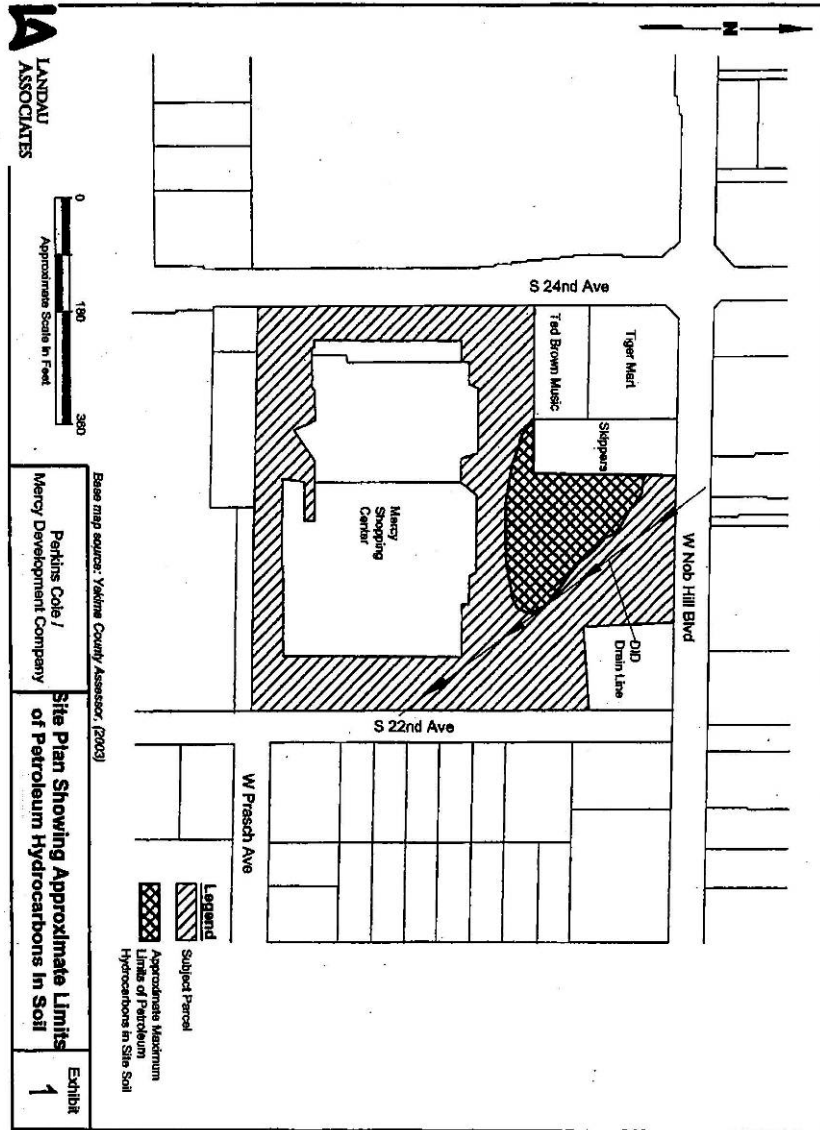 N
S 24nd Ave
Tiger Mart
Tad Brown Music
Skippers
W Nob Hill Blvd
DID
Drain Line
Mercy
Shopping
Center
S 22nd Ave
W Prasch Ave
Legend
Subject Parcel
Approximate Maximum
Limits of Petroleum
Hydrocarbons in Site Soil
0
180
360
Approximate Scale in Feet
Base map source: Yakima County Assessor, (2003)
LANDAU
ASSOCIATES
Perkins Coie /
Mercy Development Company
Site Plan Showing Approximate Limits
of Petroleum Hydrocarbons in Soil
Exhibit
1